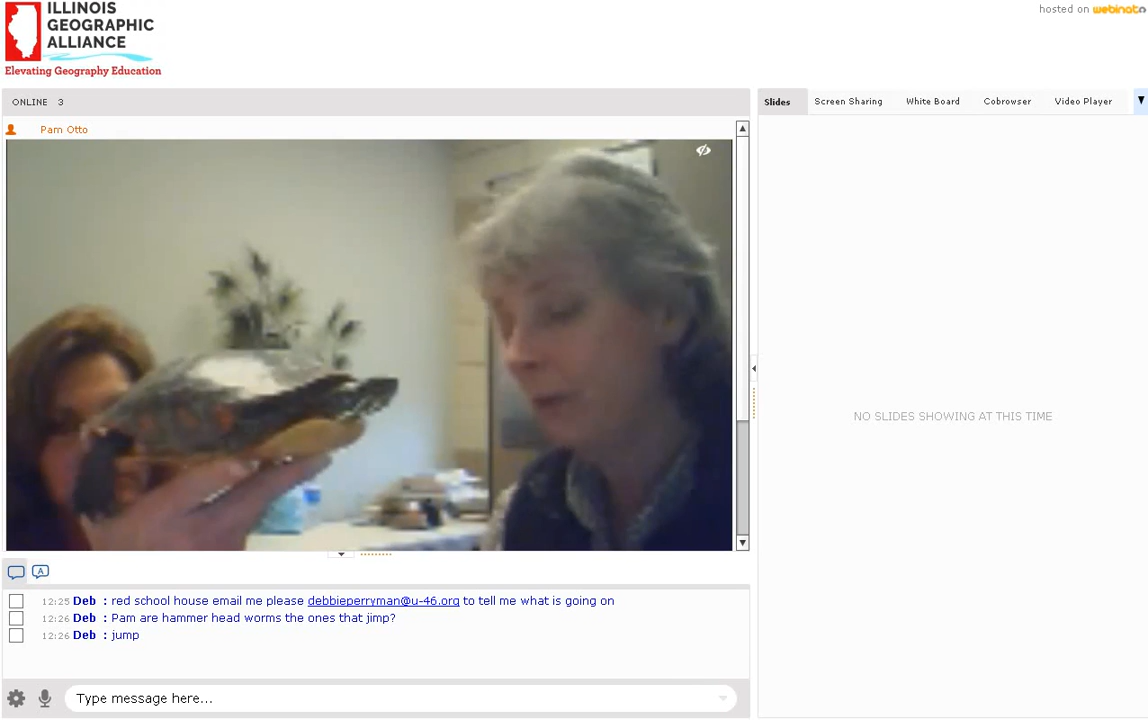 ILLINOIS
GEOGRAPHIC
ALLIANCE
Elevating Geography Education
hosted on webinato
ONLINE 3
Slides Screen Sharing White Board Cobrowser Video Player
Pam Otto
NO SLIDES SHOWING AT THIS TIME
A
12:25 Deb : red school house email me please debbieperryman@u-46.org to tell me what is going on
12:26 Deb : Pam are hammer head worms the ones that jimp?
12:26 Deb : jump
Type message here...